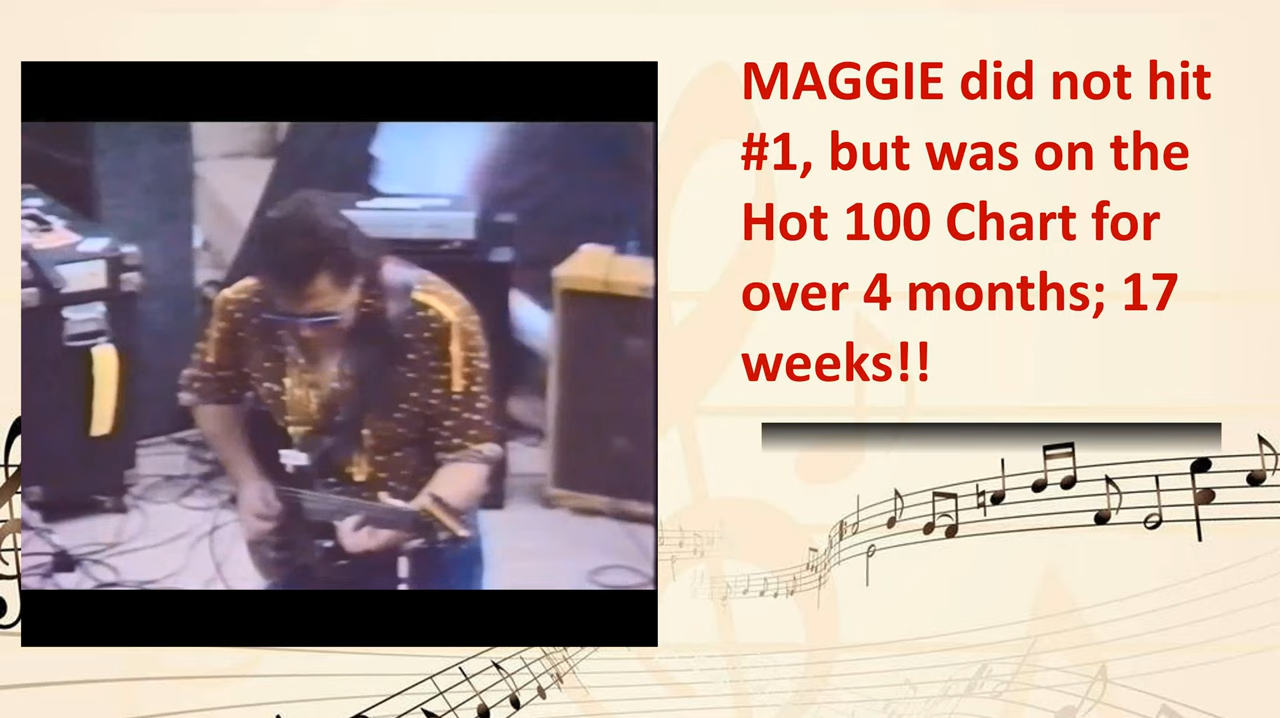 MAGGIE did not hit
#1, but was on the
Hot 100 Chart for
over 4 months; 17
weeks!!